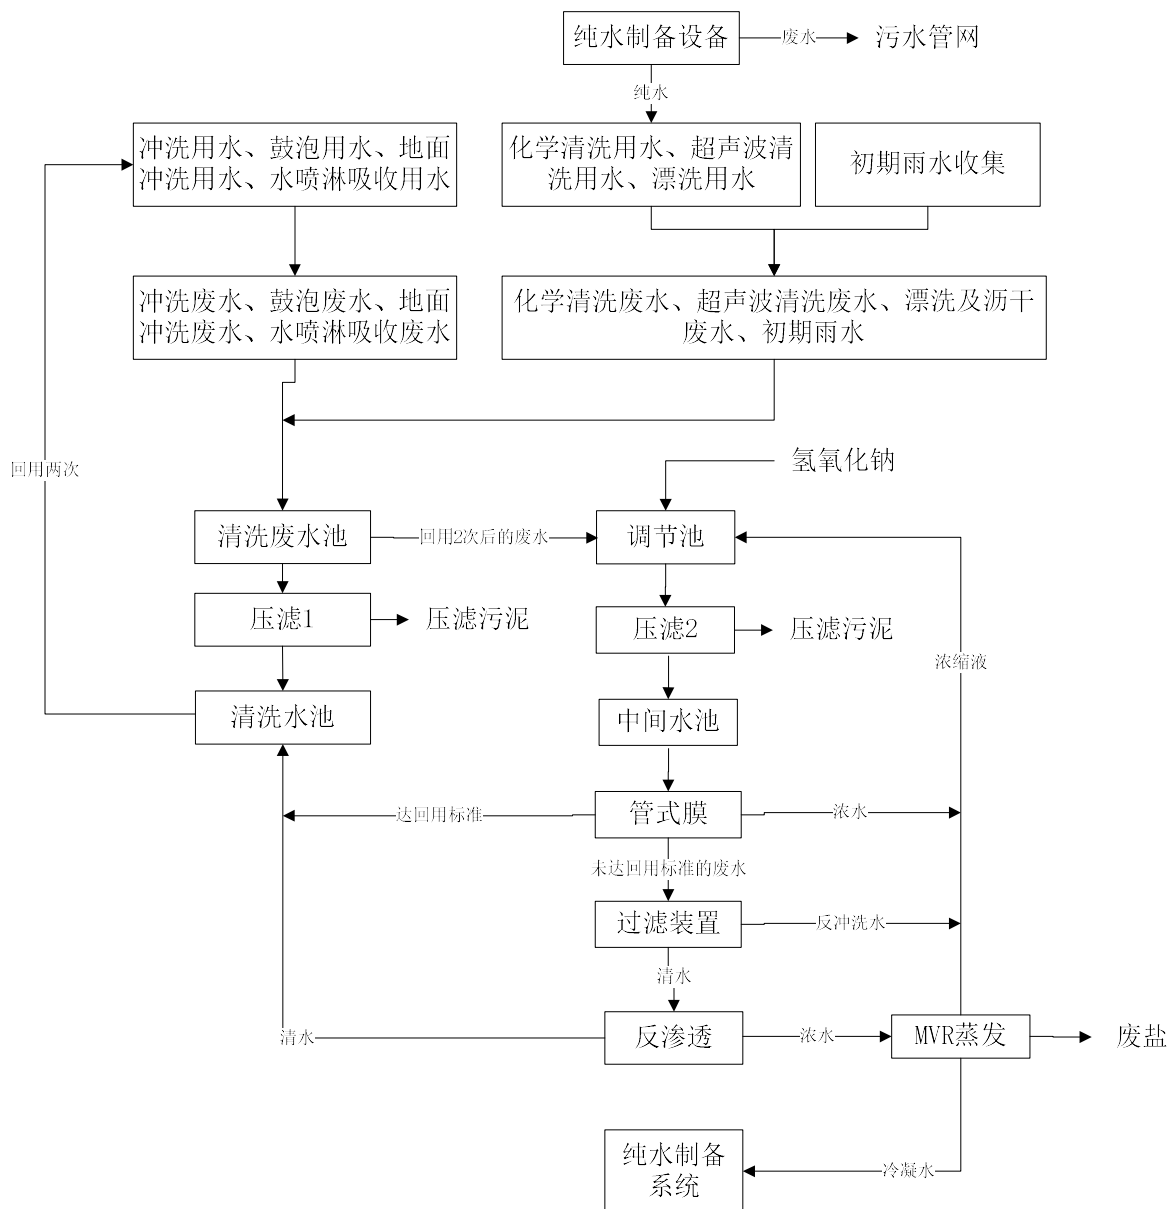 纯水制备设备
废水
污水管网
纯水
冲洗用水、鼓泡用水、地面
冲洗用水、水喷淋吸收用水
化学清洗用水、超声波清
洗用水、漂洗用水
初期雨水收集
冲洗废水、鼓泡废水、地面
冲洗废水、水喷淋吸收废水
化学清洗废水、超声波清洗废水、漂洗及沥干
废水、初期雨水
回用两次
氢氧化钠
清洗废水池
回用2次后的废水
调节池
压滤1
压滤污泥
压滤2
压滤污泥
浓缩液
清洗水池
中间水池
达回用标准
管式膜
浓水
未达回用标准的废水
过滤装置
反冲洗水
清水
清水
反渗透
浓水
MVR蒸发
废盐
纯水制备
系统
冷凝水